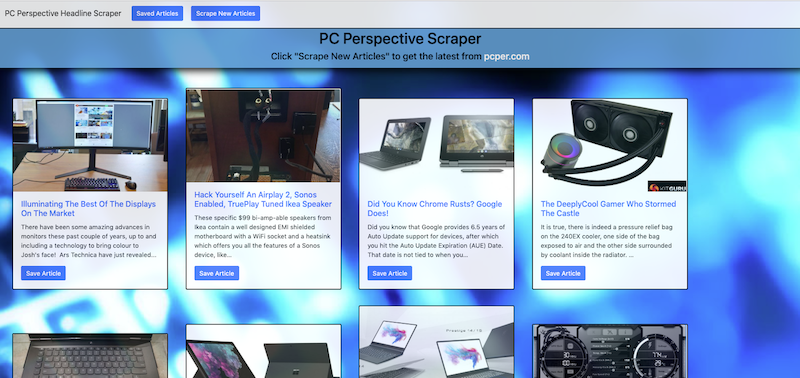 PC Perspective Headline Scraper
Saved Articles
Scrape New Articles
PC Perspective Scraper
Click "Scrape New Articles" to get the latest from pcper.com
Illuminating The Best Of The Displays
On The Market
There have been some amazing advances in
monitors these past couple of years, up to and
including a technology to bring colour to
Josh's face! Ars Technica have just revealed...
Save Article
Hack Yourself An Airplay 2, Sonos
Enabled, TruePlay Tuned Ikea Speaker
These specific $99 bi-amp-able speakers from
Ikea contain a well designed EMI shielded
motherboard with a WiFi socket and a heatsink
which offers you all the features of a Sonos
device, like...
Save Article
Did You Know Chrome Rusts? Google
Does!
Did you know that Google provides 6.5 years of
Auto Update support for devices, after which
you hit the Auto Update Expiration (AUE) Date.
That date is not tied to when you...
Save Article
KITGURU
The DeeplyCool Gamer Who Stormed
The Castle
It is true, there is indeed a pressure relief bag
on the 240EX cooler, one side of the bag
exposed to air and the other side surrounded
by coolant inside the radiator. ...
Save Article